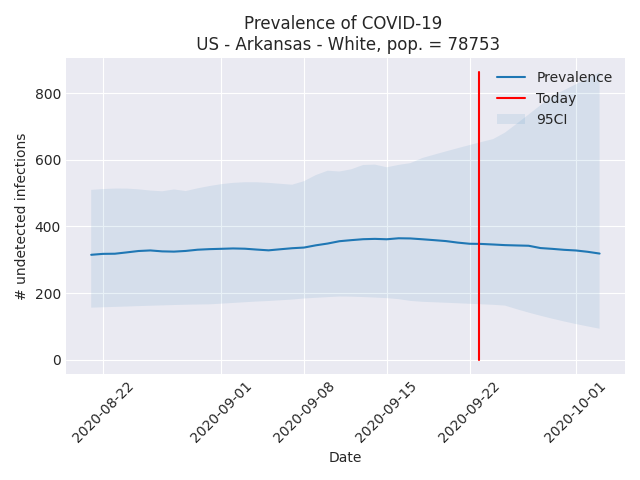 Prevalence of COVID-19
US - Arkansas - White, pop. = 78753
# undetected infections
800
600
400
200
0
Prevalence
Today
95CI
2020-08-22
2020-09-01
2020-09-08
2020-09-15
2020-09-22
2020-10-01
Date